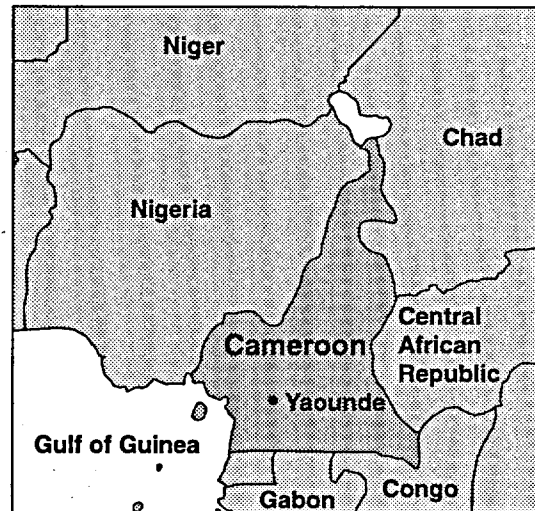 Niger
Chad
Nigeria
Central
African
Republic
Cameroon
Yaounde
Gulf of Guinea
Gabon
Congo